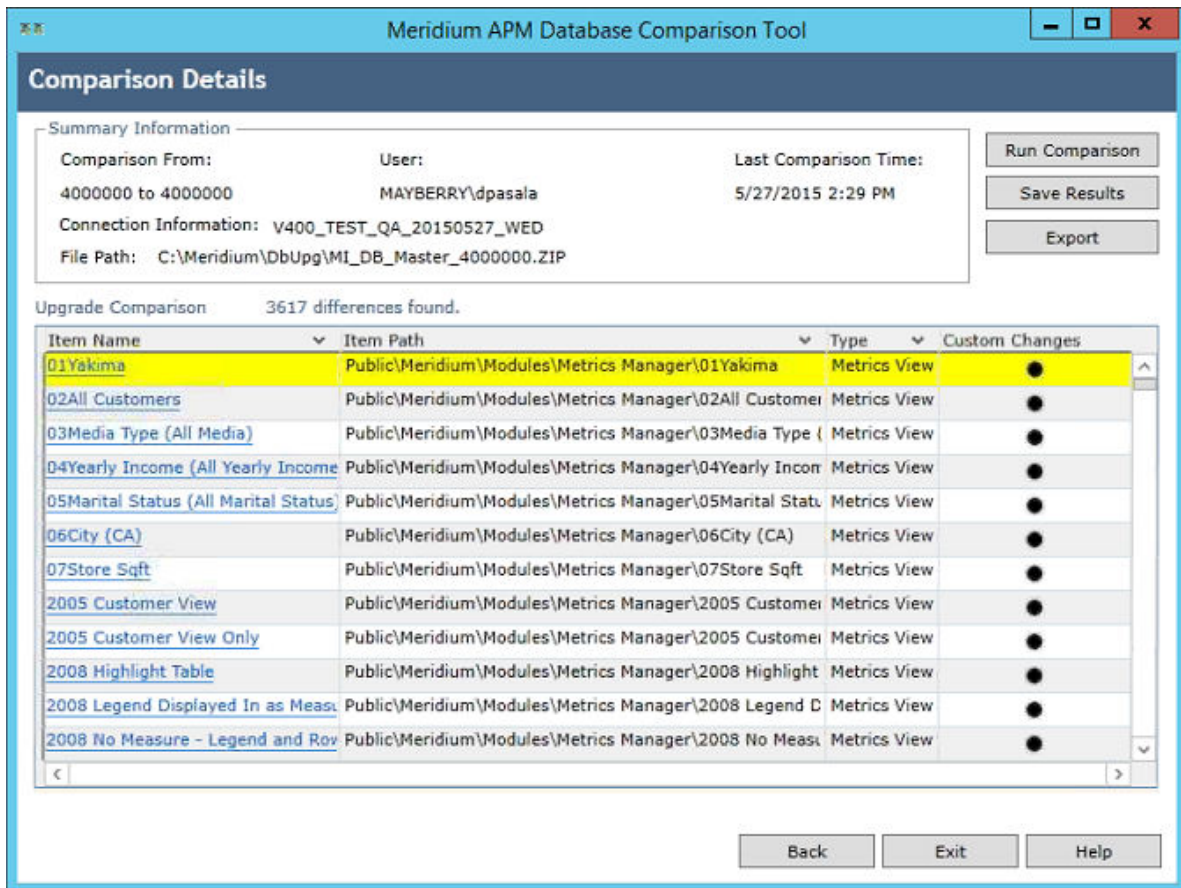 Meridium APM Database Comparison Tool
Comparison Details
Summary Information
Comparison From: User: Last Comparison Time:
4000000 to 4000000 MAYBERRY\dpasala 5/27/2015 2:29 PM
Connection Information: V400_TEST_QA_20150527_WED
File Path: C:\Meridium\DbUpg\MI_DB_Master_4000000.ZIP
Run Comparison
Save Results
Export
Upgrade Comparison 3617 differences found.
Item Name Item Path Type Custom Changes
01Yakima Public\Meridium\Modules\Metrics Manager\01Yakima Metrics View
02All Customers Public\Meridium\Modules\Metrics Manager\02All Customer Metrics View
03Media Type (All Media) Public\Meridium\Modules\Metrics Manager\03Media Type ( Metrics View
04Yearly Income (All Yearly Income Public\Meridium\Modules\Metrics Manager\04Yearly Incom Metrics View
05Marital Status (All Marital Status) Public\Meridium\Modules\Metrics Manager\05Marital Statu Metrics View
06City (CA) Public\Meridium\Modules\Metrics Manager\06City (CA) Metrics View
07Store Sqft Public\Meridium\Modules\Metrics Manager\07Store Sqft Metrics View
2005 Customer View Public\Meridium\Modules\Metrics Manager\2005 Customer Metrics View
2005 Customer View Only Public\Meridium\Modules\Metrics Manager\2005 Customer Metrics View
2008 Highlight Table Public\Meridium\Modules\Metrics Manager\2008 Highlight Metrics View
2008 Legend Displayed In as Measu Public\Meridium\Modules\Metrics Manager\2008 Legend D Metrics View
2008 No Measure - Legend and Row Public\Meridium\Modules\Metrics Manager\2008 No Measu Metrics View
Back Exit Help